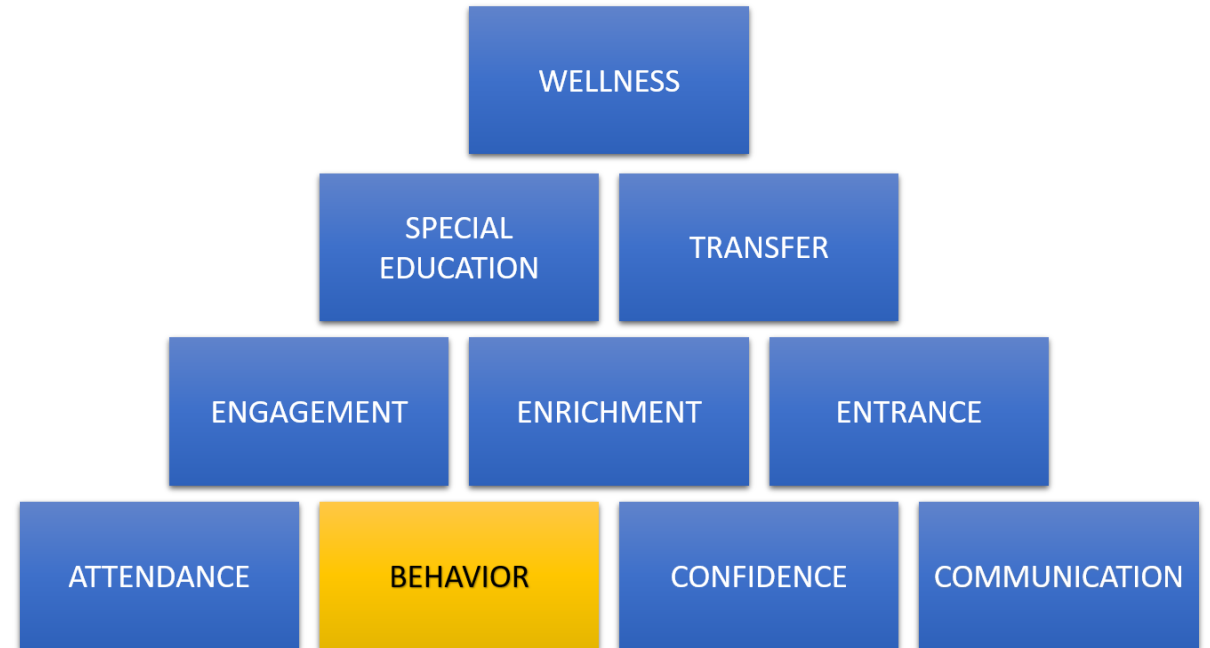 WELLNESS
SPECIAL
EDUCATION
TRANSFER
ENGAGEMENT
ENRICHMENT
ENTRANCE
ATTENDANCE
BEHAVIOR
CONFIDENCE
COMMUNICATION